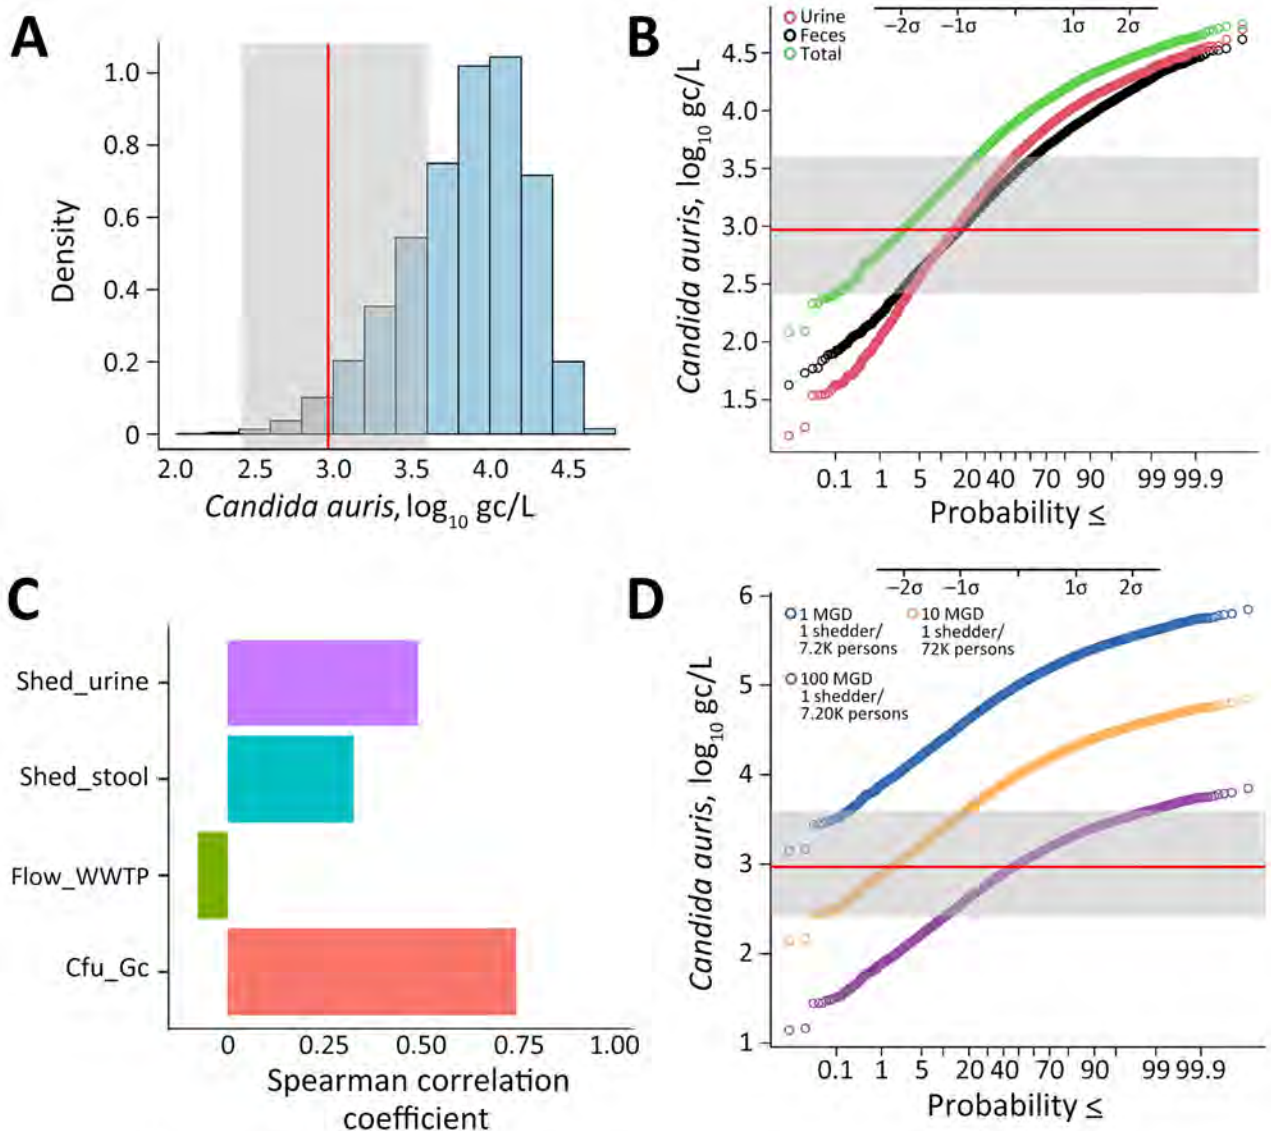 A
1.0
0.8
0.6
0.4
0.2
0
Density
2.0 2.5 3.0 3.5 4.0 4.5
Candida auris, log10 gc/L
B
−2σ −1σ 1σ 2σ
Urine
Feces
Total
4.5
4.0
3.5
3.0
2.5
2.0
1.5
Candida auris, log10 gc/L
0.1 1 5 20 40 70 90 99 99.9
Probability ≤
C
Shed_urine
Shed_stool
Flow_WWTP
Cfu_Gc
0 0.25 0.50 0.75 1.00
Spearman correlation
coefficient
D
−2σ −1σ 1σ 2σ
1 MGD
1 shedder/
7.2K persons
10 MGD
1 shedder/
72K persons
100 MGD
1 shedder/
7.20K persons
6
5
4
3
2
1
Candida auris, log10 gc/L
0.1 1 5 20 40 70 90 99 99.9
Probability ≤